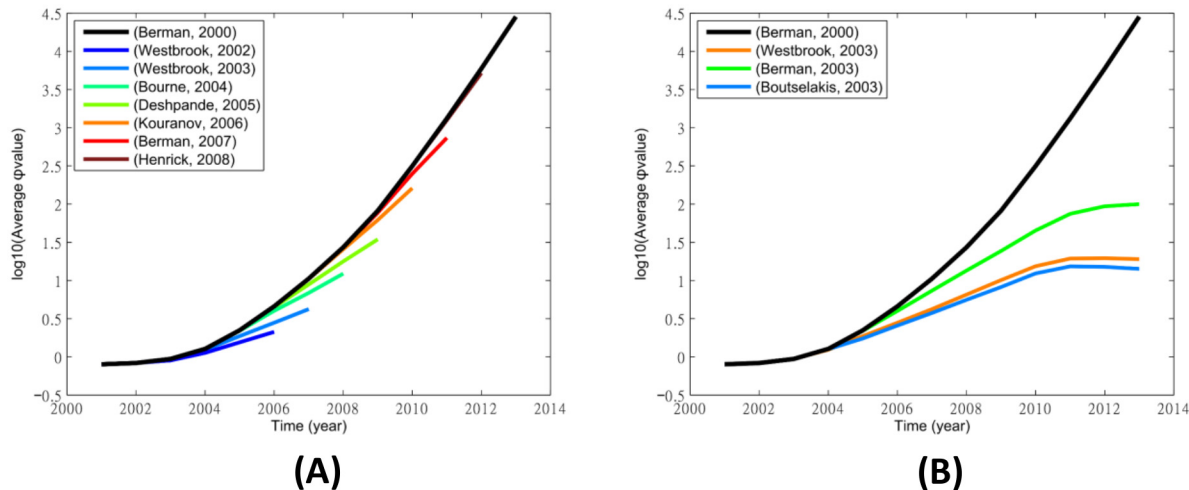 4.5
4
3.5
3
2.5
2
1.5
1
0.5
0
−0.5
log10(Average φvalue)
(Berman, 2000)
(Westbrook, 2002)
(Westbrook, 2003)
(Bourne, 2004)
(Deshpande, 2005)
(Kouranov, 2006)
(Berman, 2007)
(Henrick, 2008)
2000 2002 2004 2006 2008 2010 2012 2014
Time (year)
(A)
4.5
4
3.5
3
2.5
2
1.5
1
0.5
0
−0.5
log10(Average φvalue)
(Berman, 2000)
(Westbrook, 2003)
(Berman, 2003)
(Boutselakis, 2003)
2000 2002 2004 2006 2008 2010 2012 2014
Time (year)
(B)